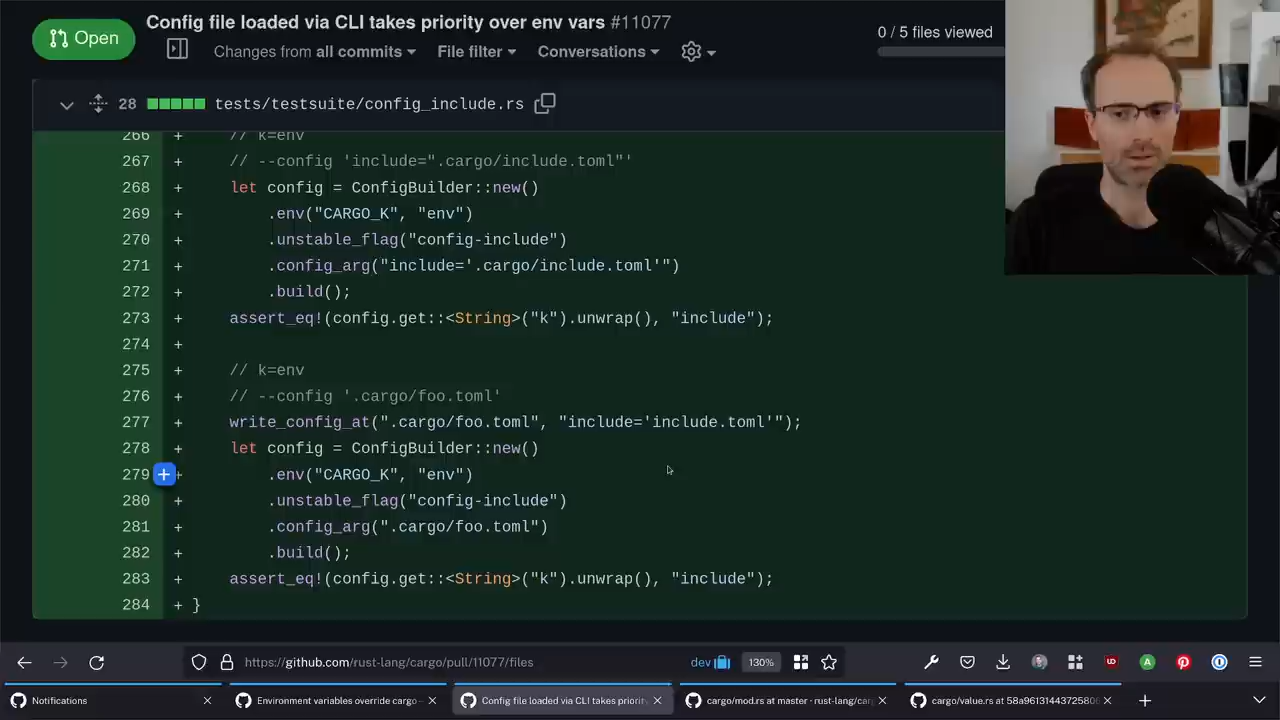 Open
Config file loaded via CLI takes priority over env vars #11077
Changes from all commits
File filter
Conversations
0 / 5 files viewed
28
tests/testsuite/config_include.rs
266 + // k=env
267 + // --config 'include=".cargo/include.toml"'
268 + let config = ConfigBuilder::new()
269 + .env("CARGO_K", "env")
270 + .unstable_flag("config-include")
271 + .config_arg("include='.cargo/include.toml'")
272 + .build();
273 + assert_eq!(config.get::<String>("k").unwrap(), "include");
274 +
275 + // k=env
276 + // --config '.cargo/foo.toml'
277 + write_config_at(".cargo/foo.toml", "include='include.toml'");
278 + let config = ConfigBuilder::new()
279 + .env("CARGO_K", "env")
280 + .unstable_flag("config-include")
281 + .config_arg(".cargo/foo.toml")
282 + .build();
283 + assert_eq!(config.get::<String>("k").unwrap(), "include");
284 + }
https://github.com/rust-lang/cargo/pull/11077/files
dev
130%
Notifications
Environment variables override cargo
Config file loaded via CLI takes priority
cargo/mod.rs at master · rust-lang/carg
cargo/value.rs at 58a961314437258